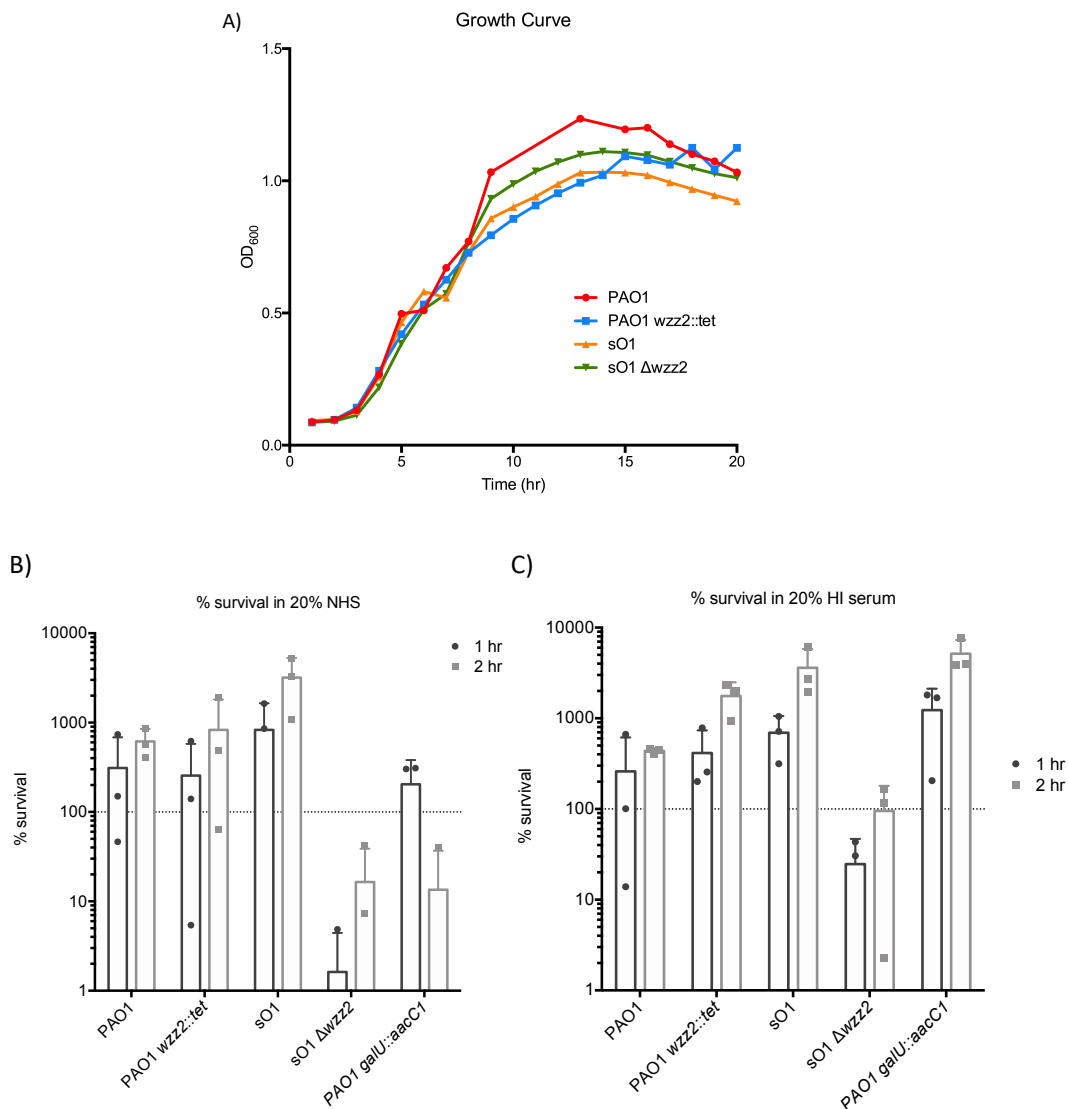 A)
Growth Curve
1.5
1.0
0.5
0.0
OD600
0 5 10 15 20
Time (hr)
PAO1
PAO1 wzz2::tet
sO1
sO1 Δwzz2
B)
% survival in 20% NHS
1 hr
2 hr
10000
1000
100
10
1
% survival
PAO1
PAO1 wzz2::tet
sO1
sO1 Δwzz2
PAO1 galU::aacC1
C)
% survival in 20% HI serum
10000
1000
100
10
1
% survival
1 hr
2 hr
PAO1
PAO1 wzz2::tet
sO1
sO1 Δwzz2
PAO1 galU::aacC1